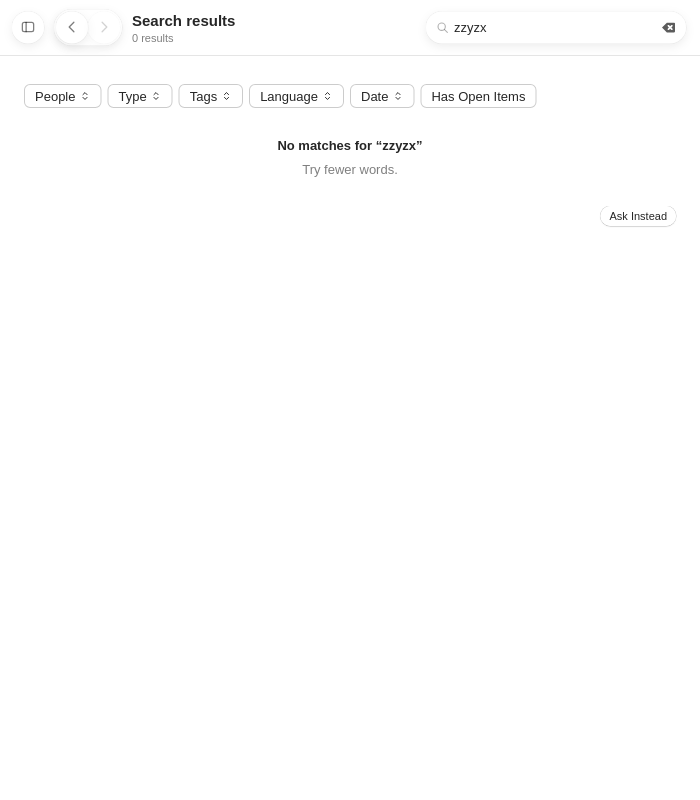 Search results
0 results
zzyzx
People
Type
Tags
Language
Date
Has Open Items
No matches for “zzyzx”
Try fewer words.
Ask Instead